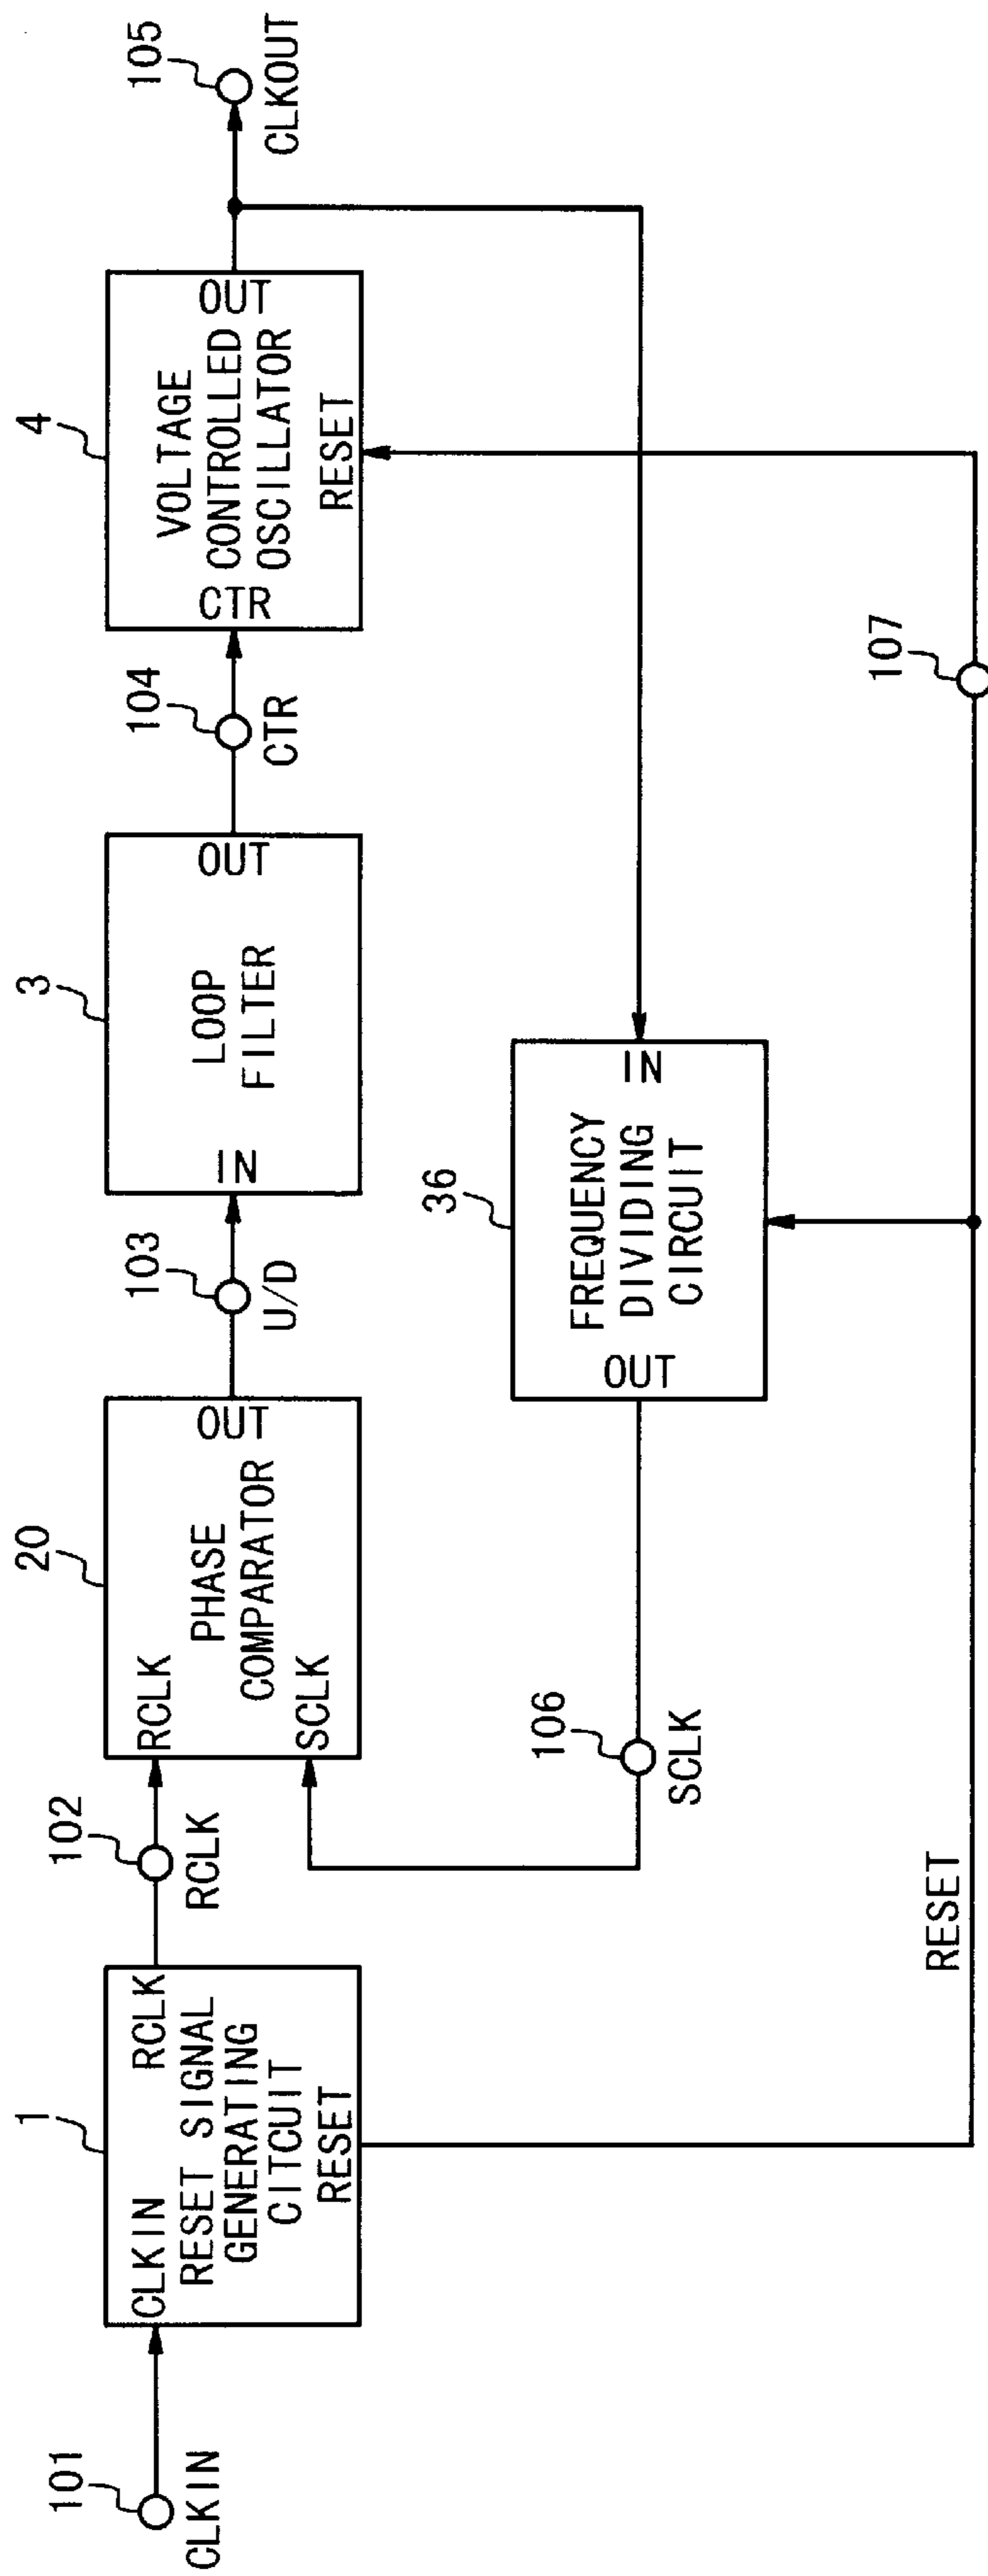 101
CLKIN
1
CLKIN
RCLK
RESET SIGNAL
GENERATING
CITCUIT
RESET
102
RCLK
20
RCLK
PHASE
COMPARATOR
SCLK
OUT
103
U/D
3
IN
LOOP
FILTER
OUT
104
CTR
4
CTR
VOLTAGE
CONTROLLED
OSCILLATOR
OUT
RESET
105
CLKOUT
106
SCLK
36
OUT
FREQUENCY
DIVIDING
CIRCUIT
IN
RESET
107